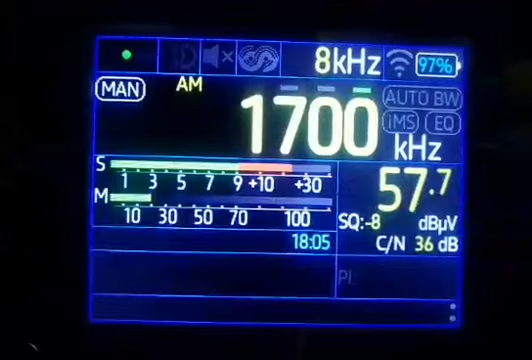 8kHz 97%
MAN AM 1700 kHz AUTO BW
iMS EQ
S
1 3 5 7 9 +10 +30
M
10 30 50 70 100
57.7
SQ:-8 dBµV
18:05 C/N 36 dB